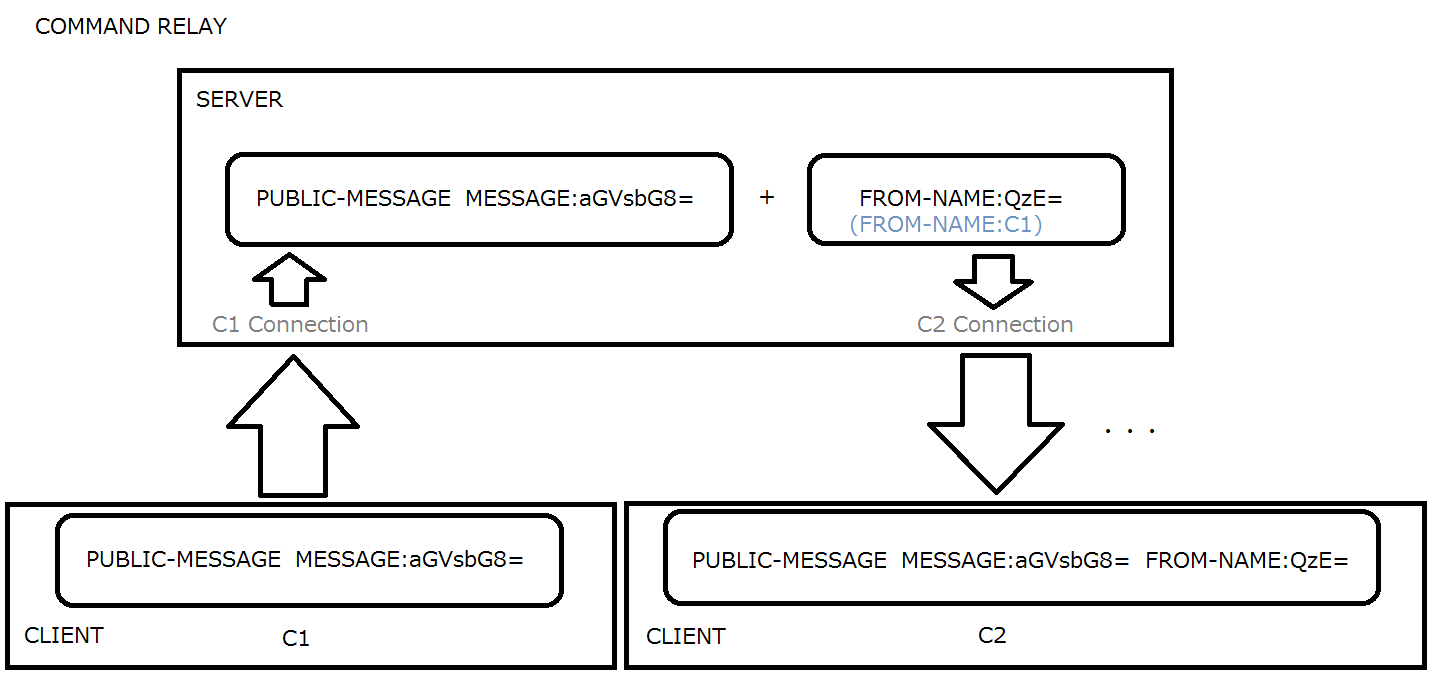 COMMAND RELAY
SERVER
PUBLIC-MESSAGE MESSAGE:aGVsbG8=
+
FROM-NAME:QzE=
(FROM-NAME:C1)
C1 Connection
C2 Connection
. . .
PUBLIC-MESSAGE MESSAGE:aGVsbG8=
CLIENT
C1
PUBLIC-MESSAGE MESSAGE:aGVsbG8= FROM-NAME:QzE=
CLIENT
C2